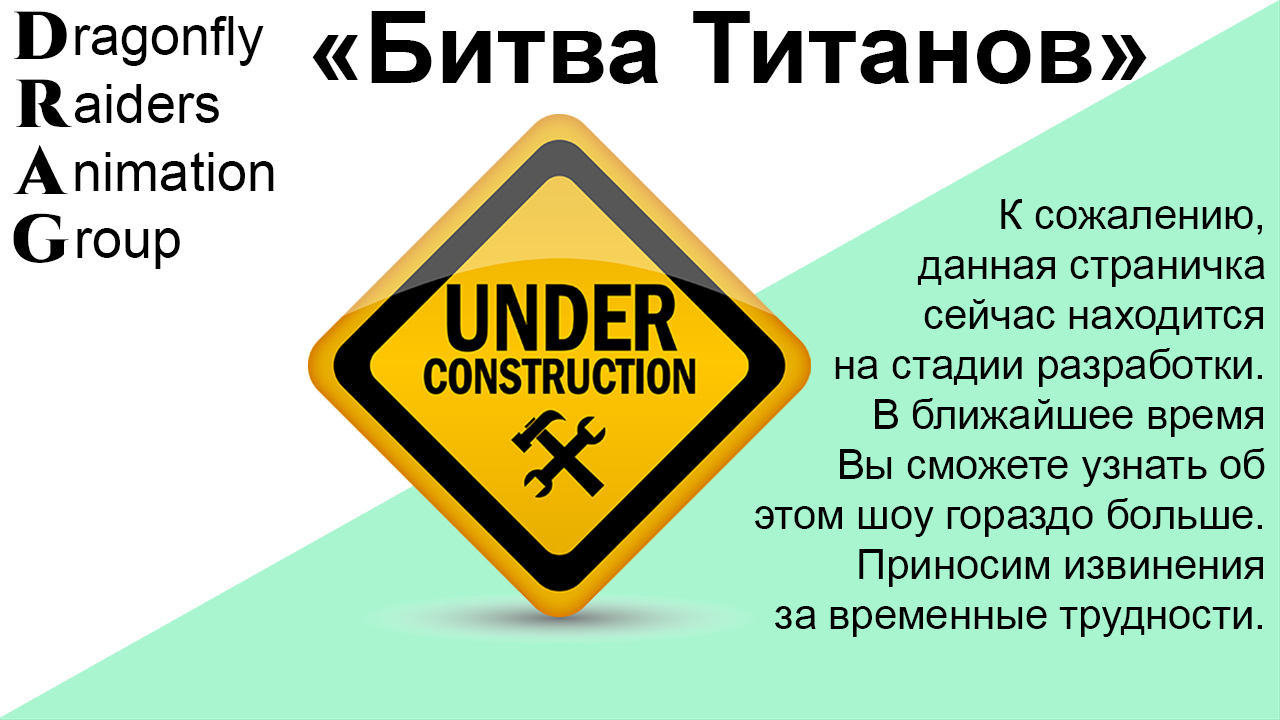 Dragonfly
Raiders
Animation
Group
«Битва Титанов»
UNDER
CONSTRUCTION
К сожалению,
данная страничка
сейчас находится
на стадии разработки.
В ближайшее время
Вы сможете узнать об
этом шоу гораздо больше.
Приносим извинения
за временные трудности.